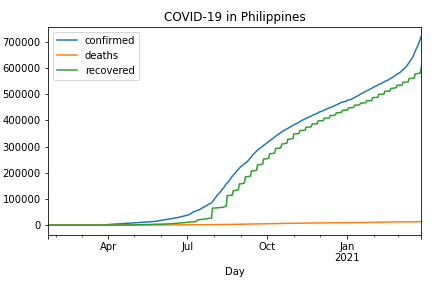 COVID-19 in Philippines
confirmed
deaths
recovered
700000
600000
500000
400000
300000
200000
100000
0
Apr Jul Oct Jan
2021
Day